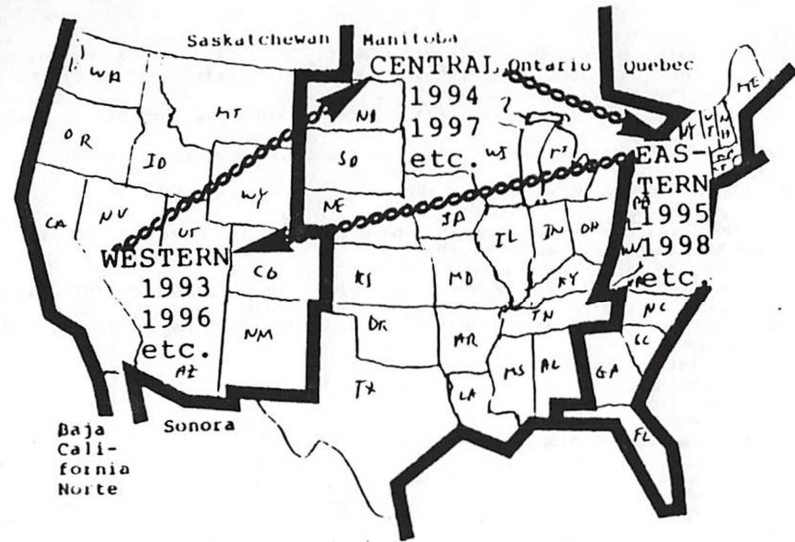 Saskatchewan Manitoba
CENTRAL Ontario Quebec
1994
1997
etc.
WA
MT
ND
ME
OR
ID
SD
WI
MI
NY
VT
NH
EAS-
TERN
1995
1998
etc.
WY
NE
IA
CA
NV
UT
IL
IN
OH
PA
WESTERN
1993
1996
etc.
CO
KS
MO
KY
AZ
NM
OK
AR
TN
NC
SC
TX
LA
MS
AL
GA
FL
Baja
Cali-
fornia
Norte
Sonora